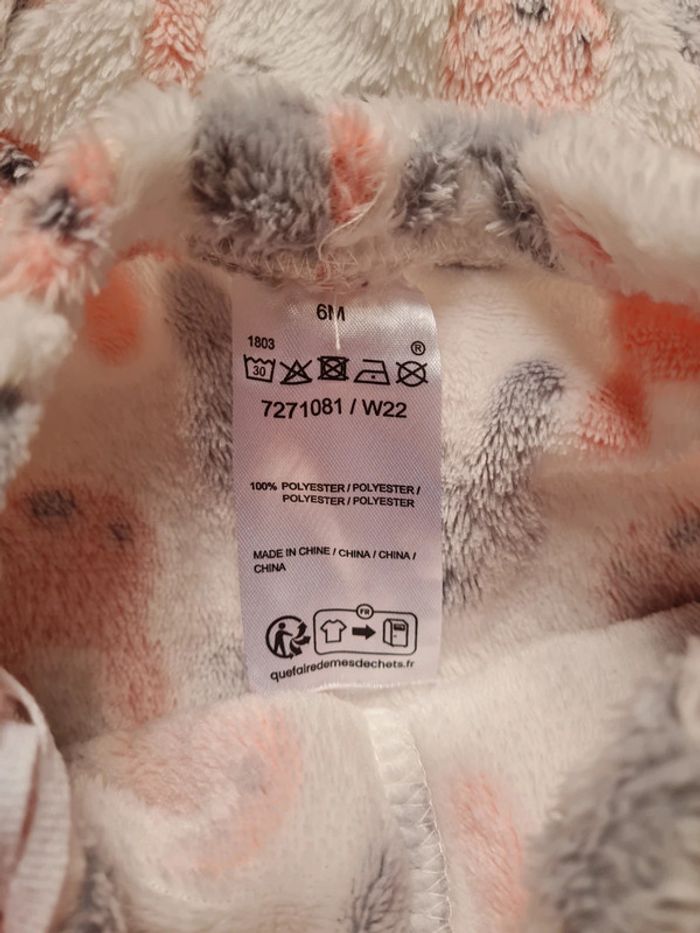 6M
1803
®
30
7271081 / W22
100% POLYESTER / POLYESTER /
POLYESTER / POLYESTER
MADE IN CHINE / CHINA / CHINA /
CHINA
FR
quefairedemesdechets.fr